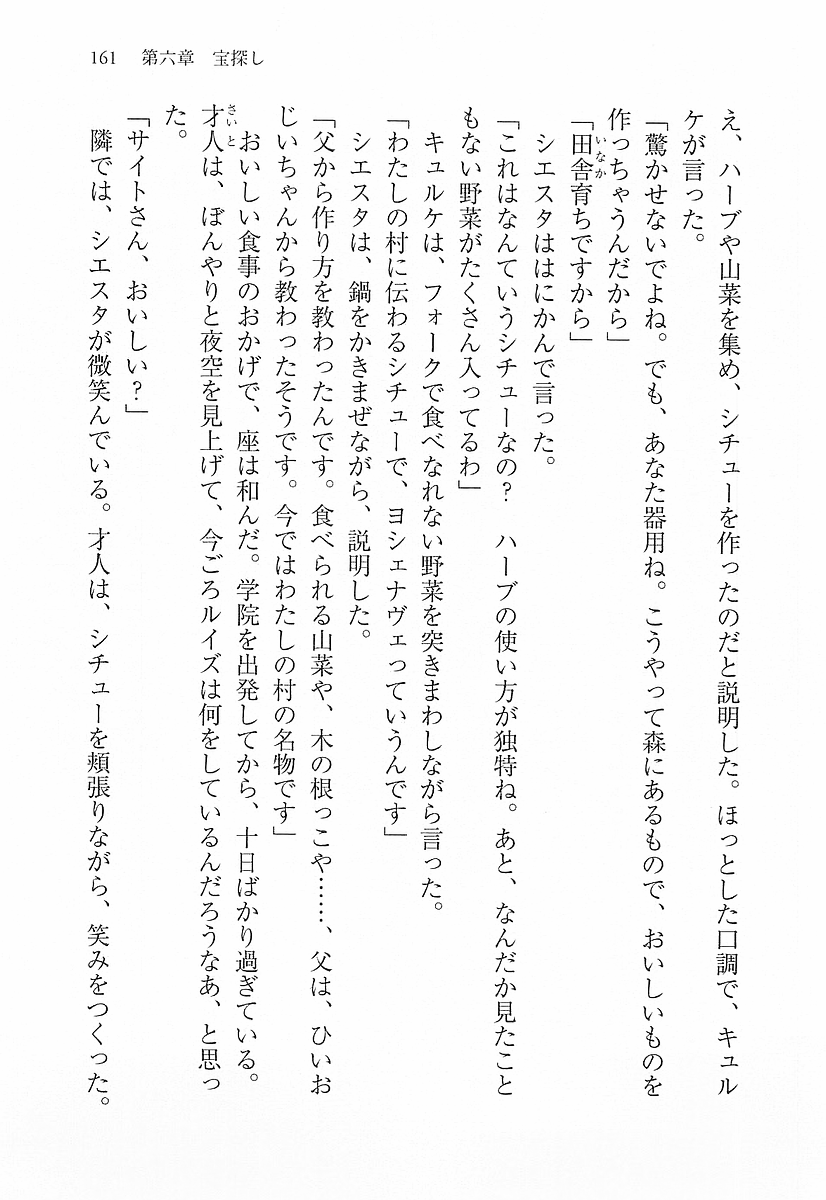 161　第六章　宝探し
え、ハーブや山菜を集め、シチューを作ったのだと説明した。ほっとした口調で、キュル
ケが言った。
「驚かせないでよね。でも、あなた器用ね。こうやって森にあるもので、おいしいものを
作っちゃうんだから」
「田舎育ちですから」
いなか
シエスタははにかんで言った。
「これはなんていうシチューなの？　ハーブの使い方が独特ね。あと、なんだか見たこと
もない野菜がたくさん入ってるわ」
キュルケは、フォークで食べなれない野菜を突きまわしながら言った。
「わたしの村に伝わるシチューで、ヨシェナヴェっていうんです」
シエスタは、鍋をかきまぜながら、説明した。
「父から作り方を教わったんです。食べられる山菜や、木の根っこや……、父は、ひいお
じいちゃんから教わったそうです。今ではわたしの村の名物です」
おいしい食事のおかげで、座は和んだ。学院を出発してから、十日ばかり過ぎている。
才人は、ぼんやりと夜空を見上げて、今ごろルイズは何をしているんだろうなあ、と思っ
さいと
た。
「サイトさん、おいしい？」
隣では、シエスタが微笑んでいる。才人は、シチューを頬張りながら、笑みをつくった。